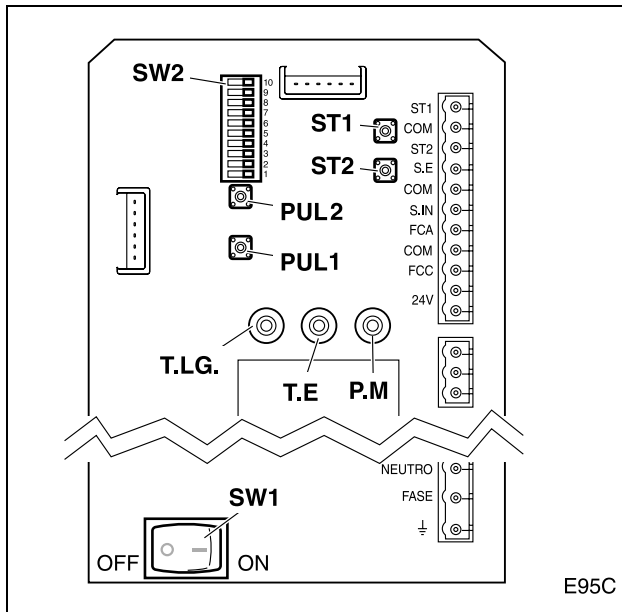 SW2
10
9
8
7
6
5
4
3
2
1
ST1
ST2
PUL2
PUL1
ST1
COM
ST2
S.E
COM
S.IN
FCA
COM
FCC
24V
T.LG.
T.E
P.M
NEUTRO
FASE
SW1
OFF
ON
E95C